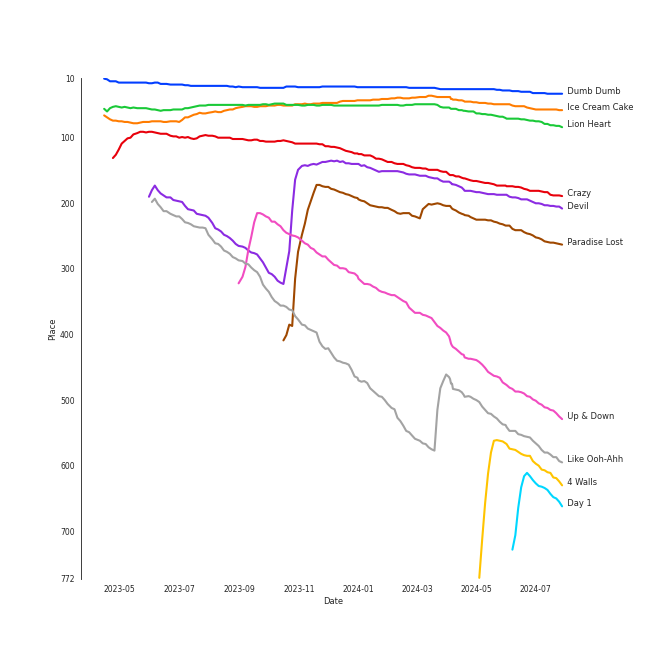 10
100
200
300
400
500
600
700
772
Place
2023-05
2023-07
2023-09
2023-11
2024-01
2024-03
2024-05
2024-07
Date
Dumb Dumb
Ice Cream Cake
Lion Heart
Crazy
Devil
Paradise Lost
Up & Down
Like Ooh-Ahh
4 Walls
Day 1